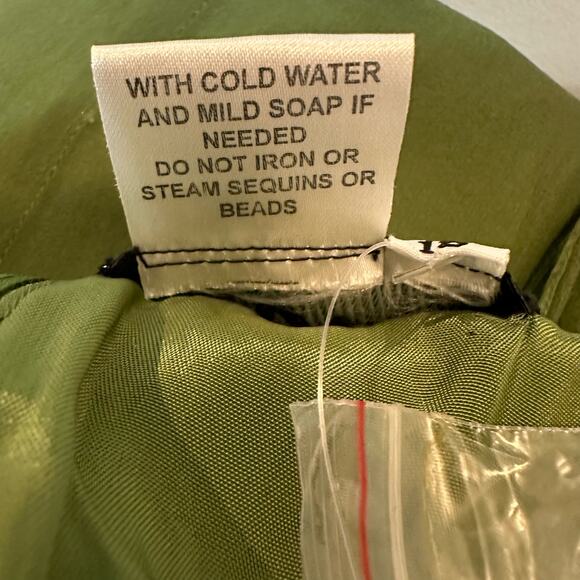 WITH COLD WATER
AND MILD SOAP IF
NEEDED
DO NOT IRON OR
STEAM SEQUINS OR
BEADS